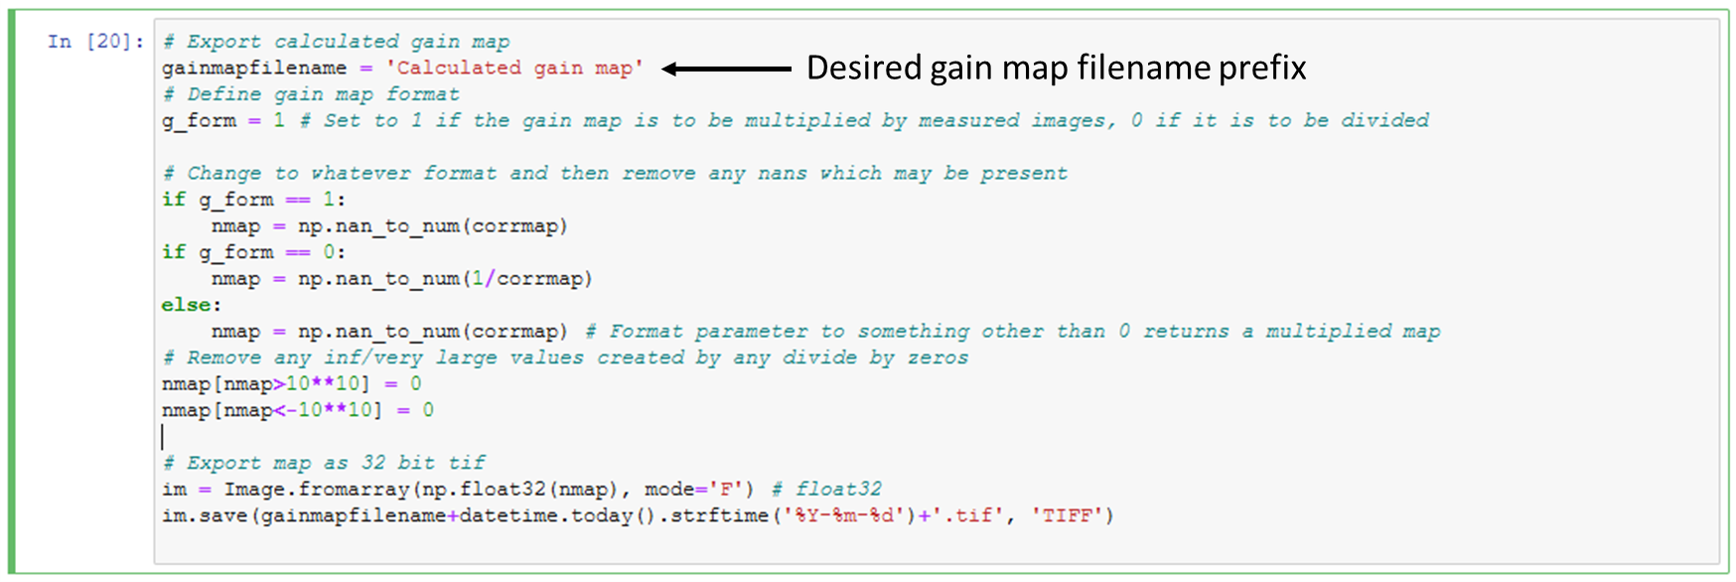 In [20]: # Export calculated gain map
gainmapfilename = 'Calculated gain map' Desired gain map filename prefix
# Define gain map format
g_form = 1 # Set to 1 if the gain map is to be multiplied by measured images, 0 if it is to be divided
# Change to whatever format and then remove any nans which may be present
if g_form == 1:
    nmap = np.nan_to_num(corrmap)
if g_form == 0:
    nmap = np.nan_to_num(1/corrmap)
else:
    nmap = np.nan_to_num(corrmap) # Format parameter to something other than 0 returns a multiplied map
# Remove any inf/very large values created by any divide by zeros
nmap[nmap>10**10] = 0
nmap[nmap<-10**10] = 0
# Export map as 32 bit tif
im = Image.fromarray(np.float32(nmap), mode='F') # float32
im.save(gainmapfilename+datetime.today().strftime('%Y-%m-%d')+'.tif', 'TIFF')